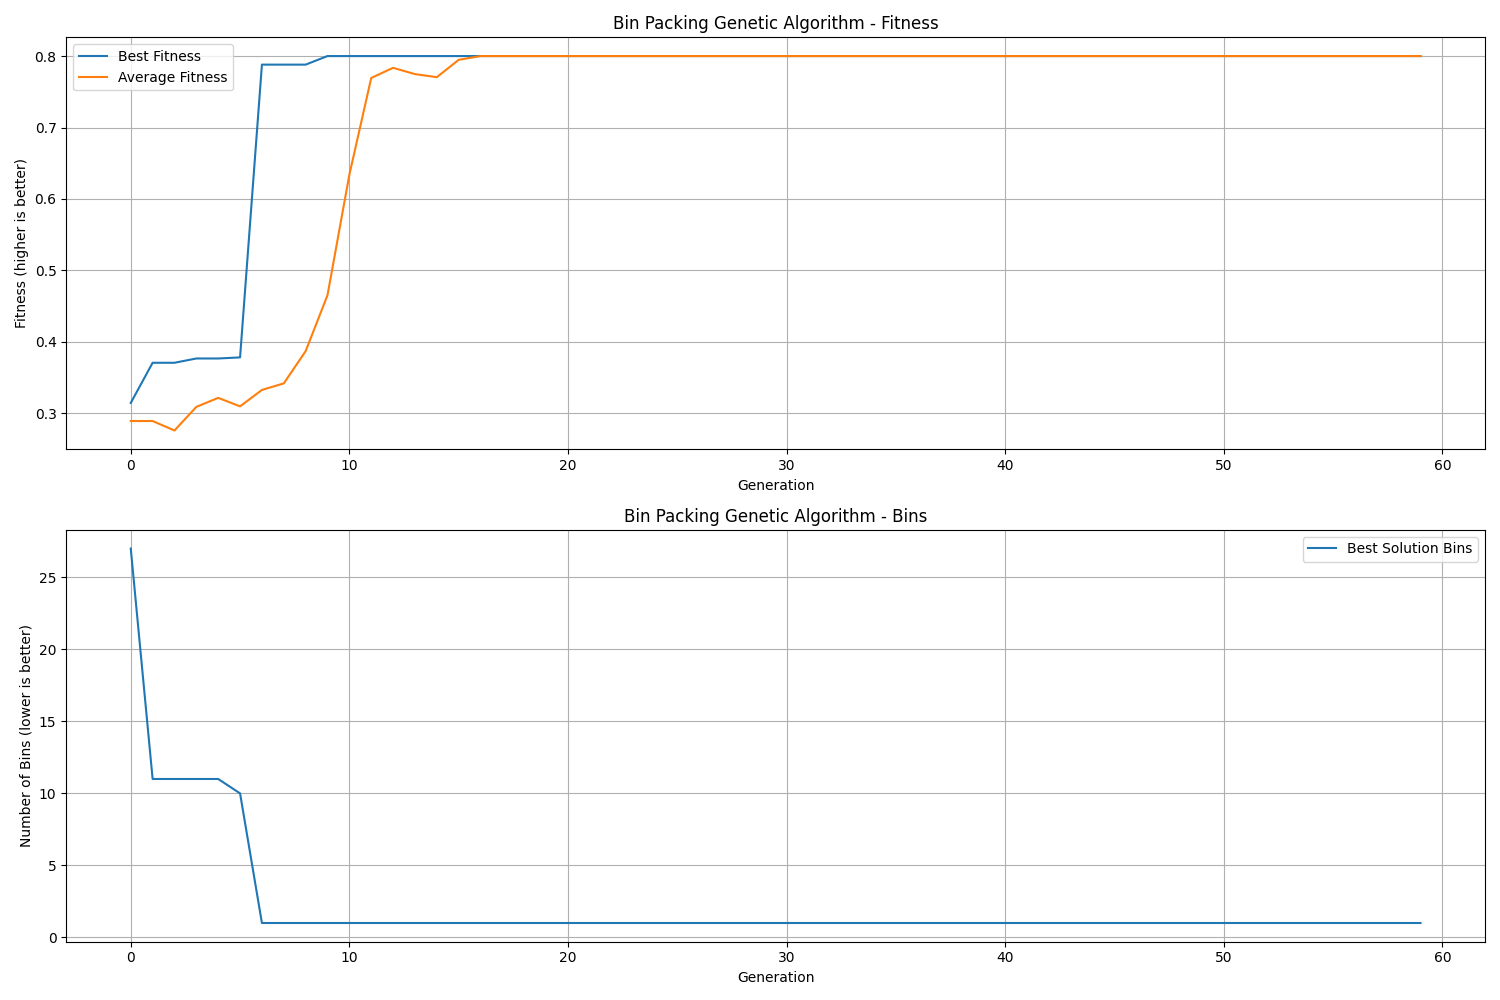 Bin Packing Genetic Algorithm - Fitness
Fitness (higher is better)
0.8
0.7
0.6
0.5
0.4
0.3
Best Fitness
Average Fitness
0 10 20 30 40 50 60
Generation
Bin Packing Genetic Algorithm - Bins
Number of Bins (lower is better)
25
20
15
10
5
0
Best Solution Bins
0 10 20 30 40 50 60
Generation